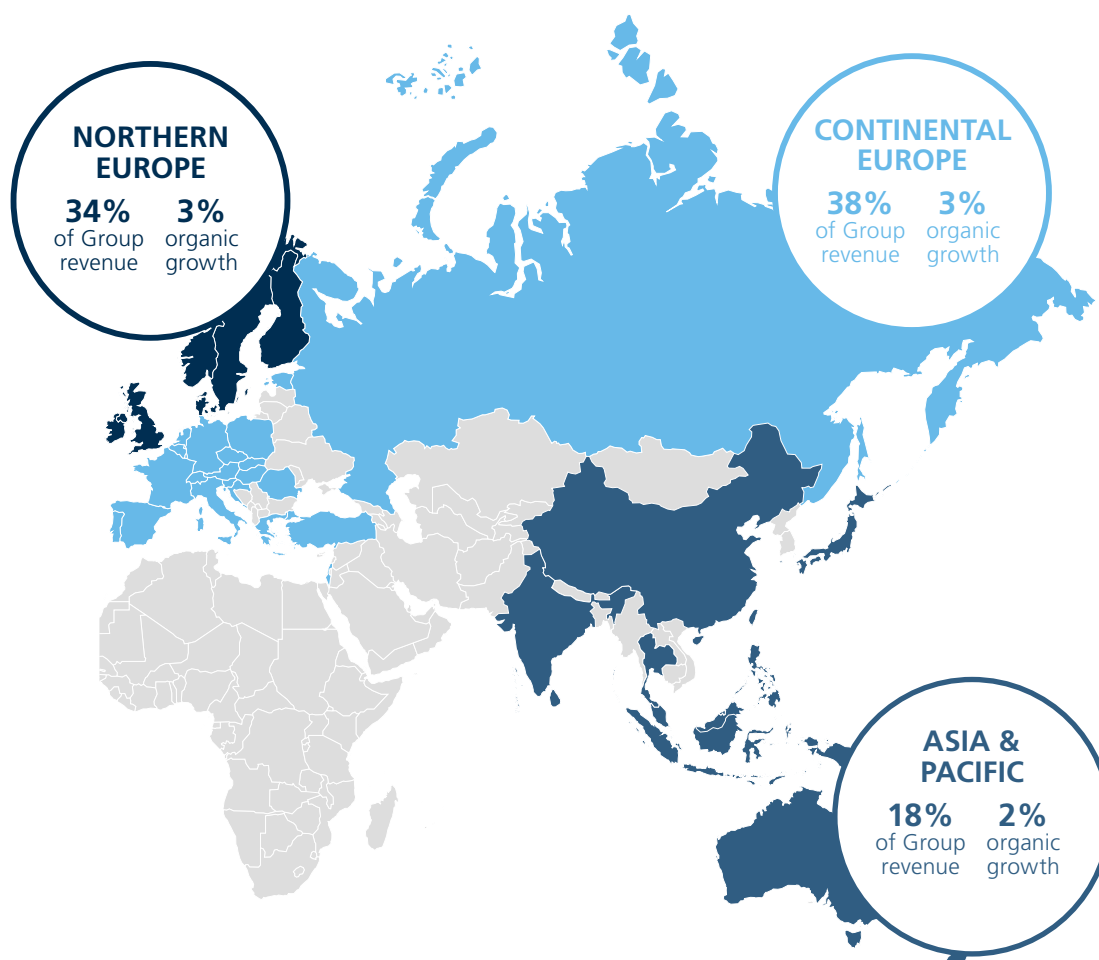 NORTHERN
EUROPE
34% 3%
of Group organic
revenue growth
CONTINENTAL
EUROPE
38% 3%
of Group organic
revenue growth
ASIA &
PACIFIC
18% 2%
of Group organic
revenue growth